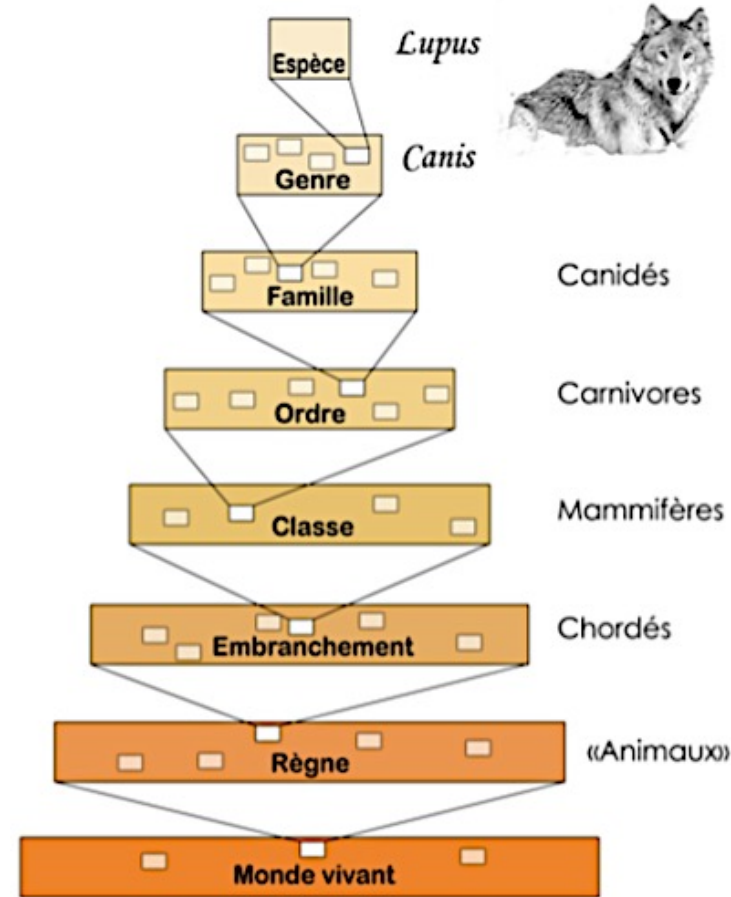 Espèce Lupus
Genre Canis
Famille Canidés
Ordre Carnivores
Classe Mammifères
Embranchement Chordés
Règne «Animaux»
Monde vivant